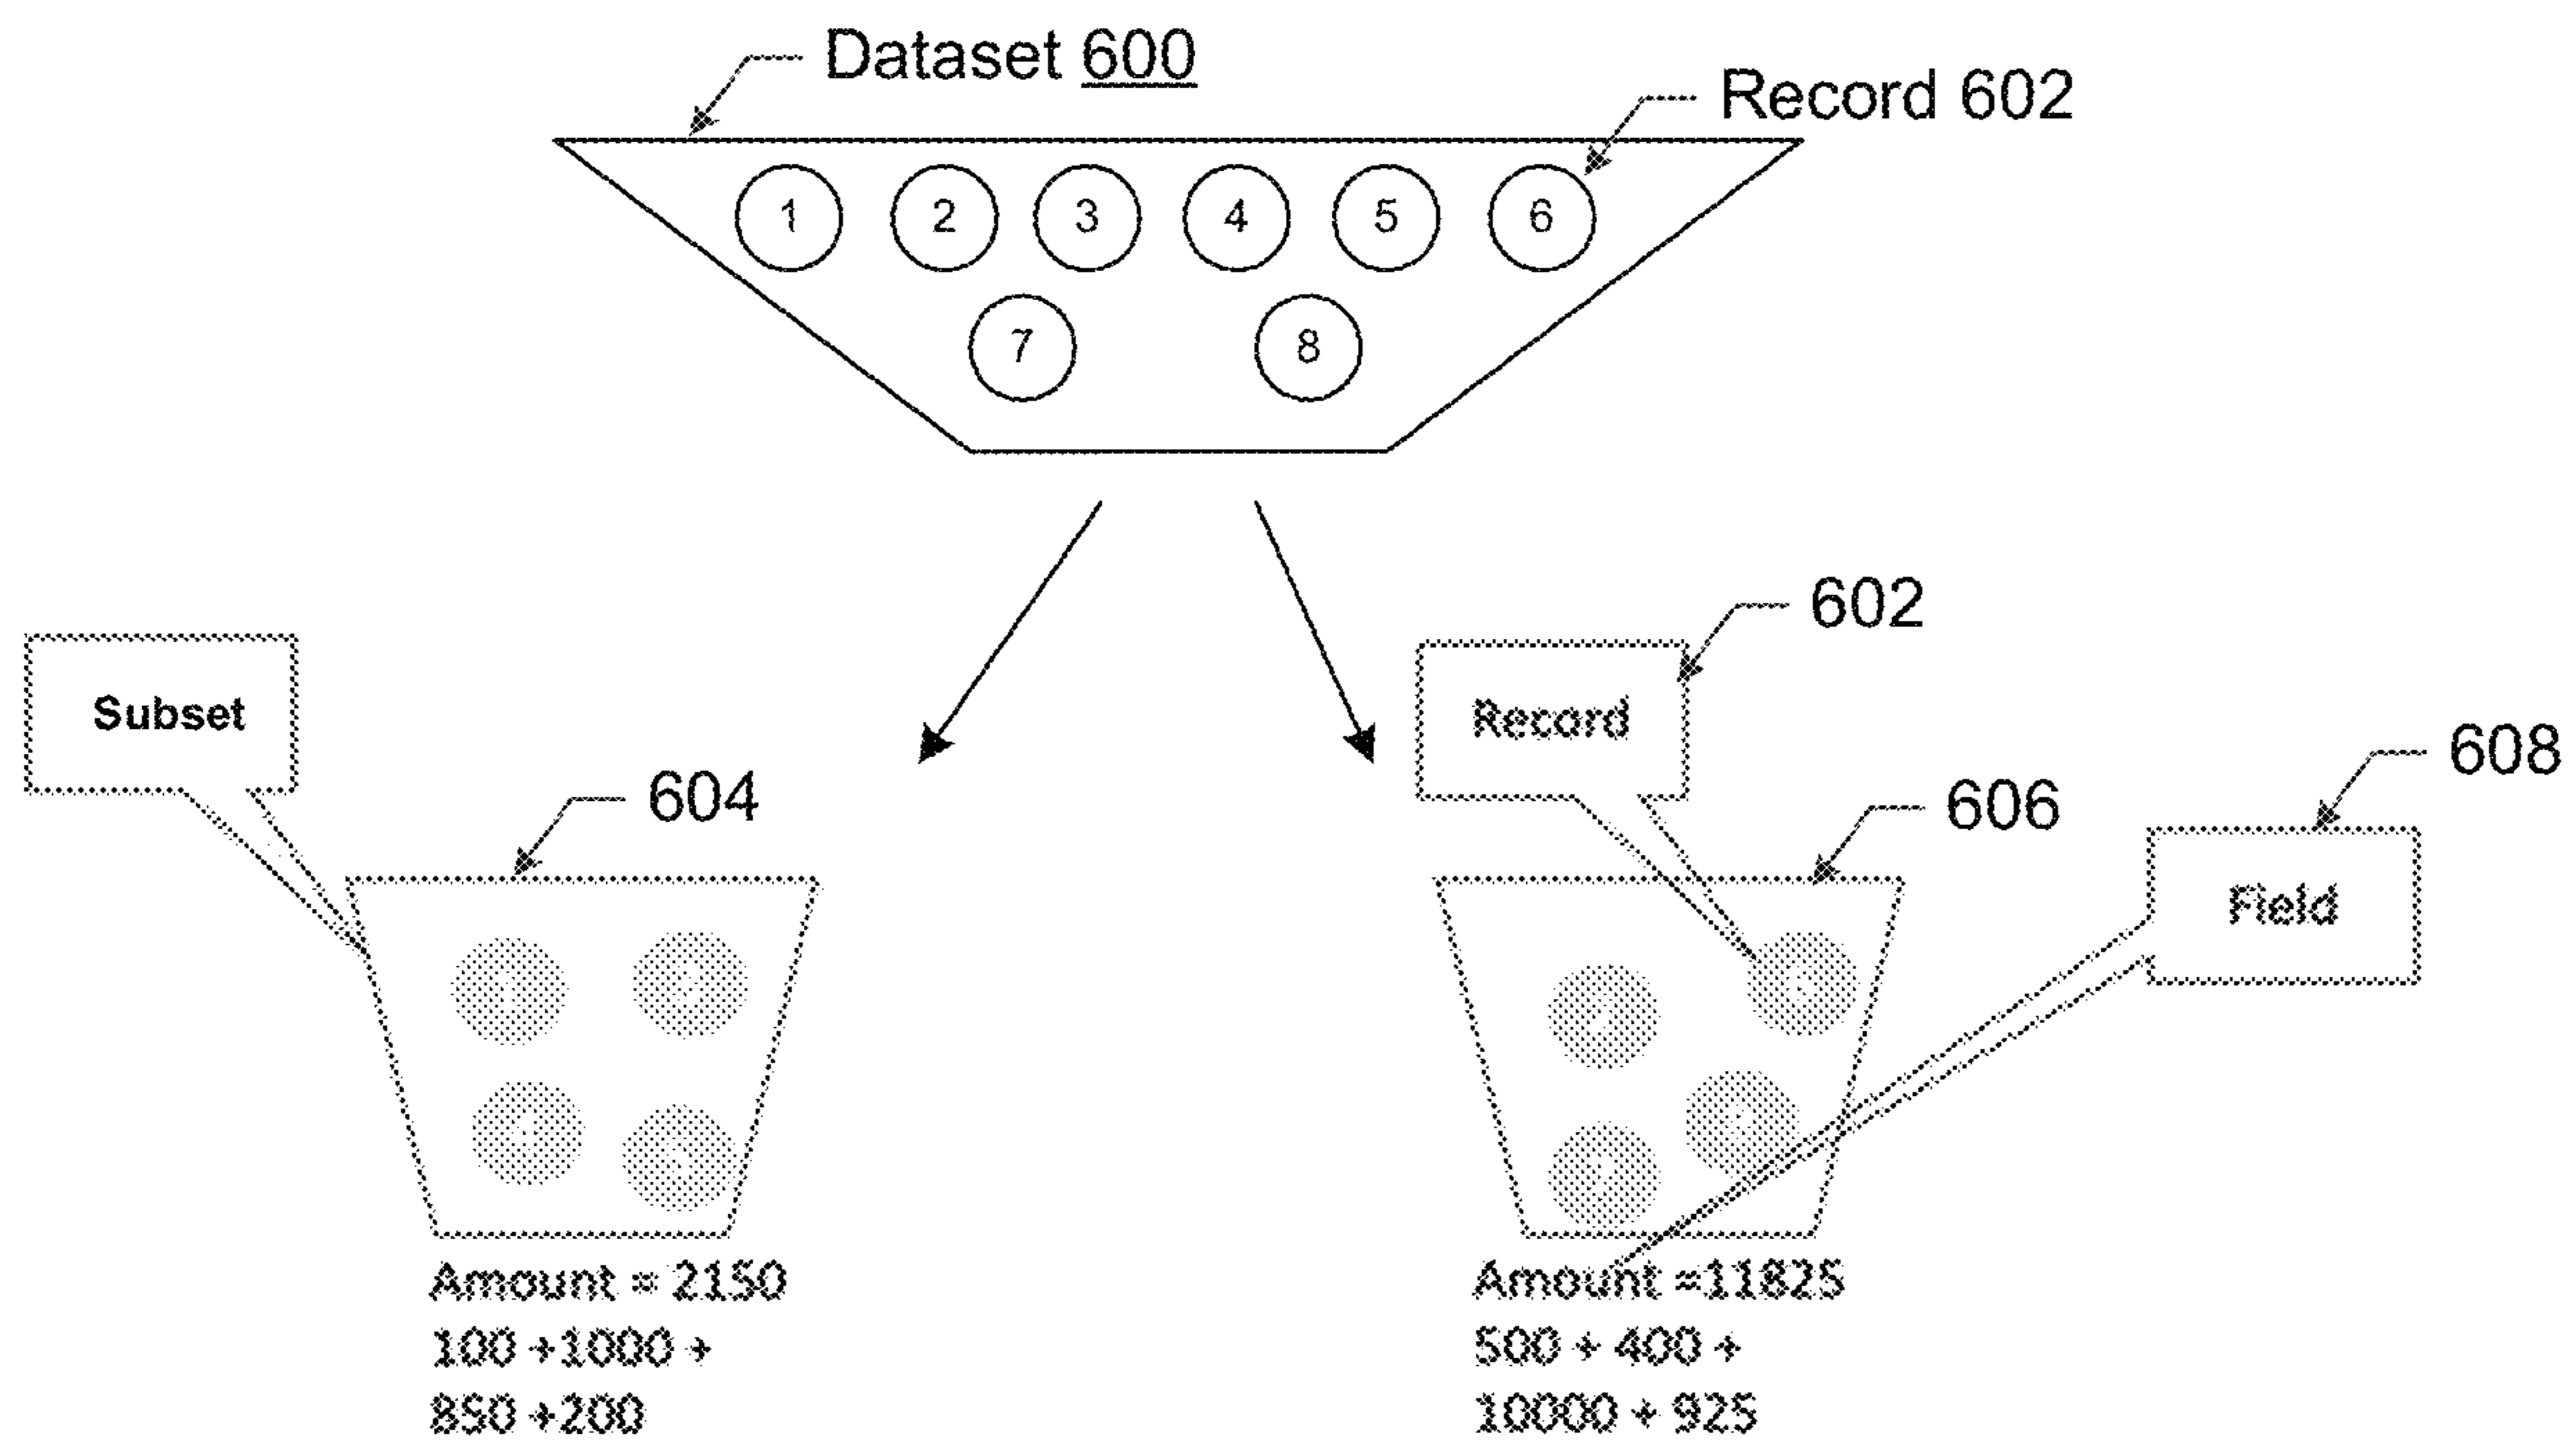 Dataset 600
Record 602
1 2 3 4 5 6
7 8
602
Subset
Record
608
604
606
Field
Amount = 2150
100 +1000 +
850 +200
Amount =11825
500 + 400 +
10000 + 925